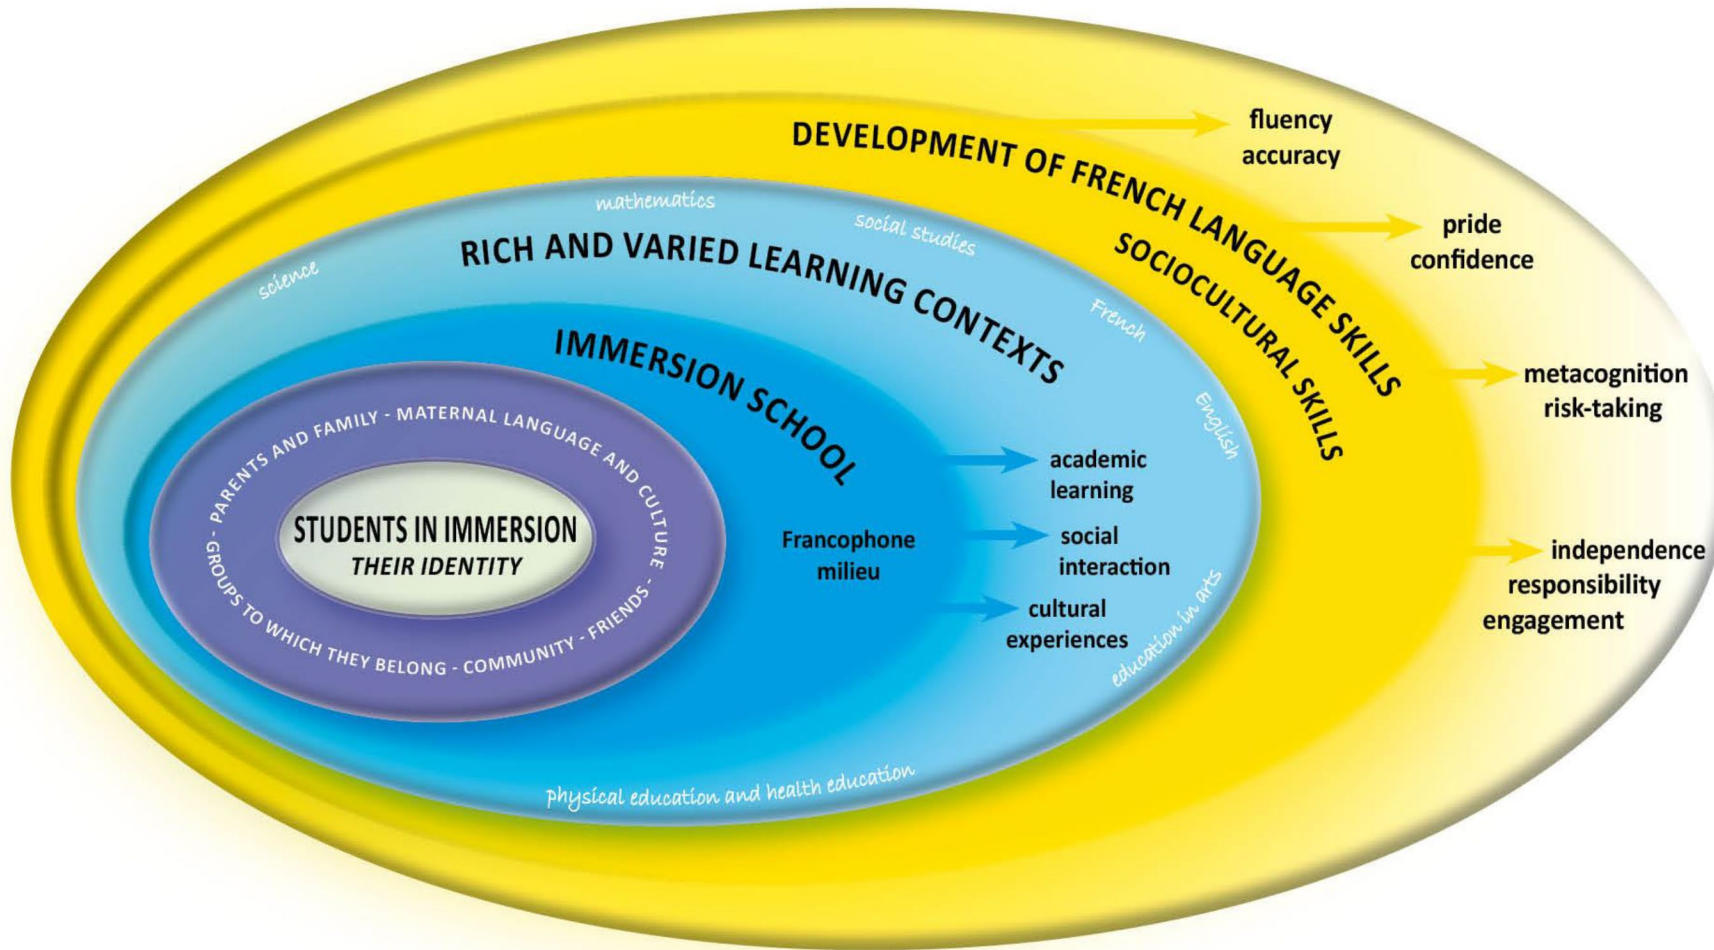 DEVELOPMENT OF FRENCH LANGUAGE SKILLS
SOCIOCULTURAL SKILLS
fluency
accuracy
pride
confidence
metacognition
risk-taking
independence
responsibility
engagement
RICH AND VARIED LEARNING CONTEXTS
science
mathematics
social studies
French
English
education in arts
physical education and health education
IMMERSION SCHOOL
Francophone
milieu
academic
learning
social
interaction
cultural
experiences
- PARENTS AND FAMILY - MATERNAL LANGUAGE AND CULTURE -
GROUPS TO WHICH THEY BELONG - COMMUNITY - FRIENDS -
STUDENTS IN IMMERSION
THEIR IDENTITY